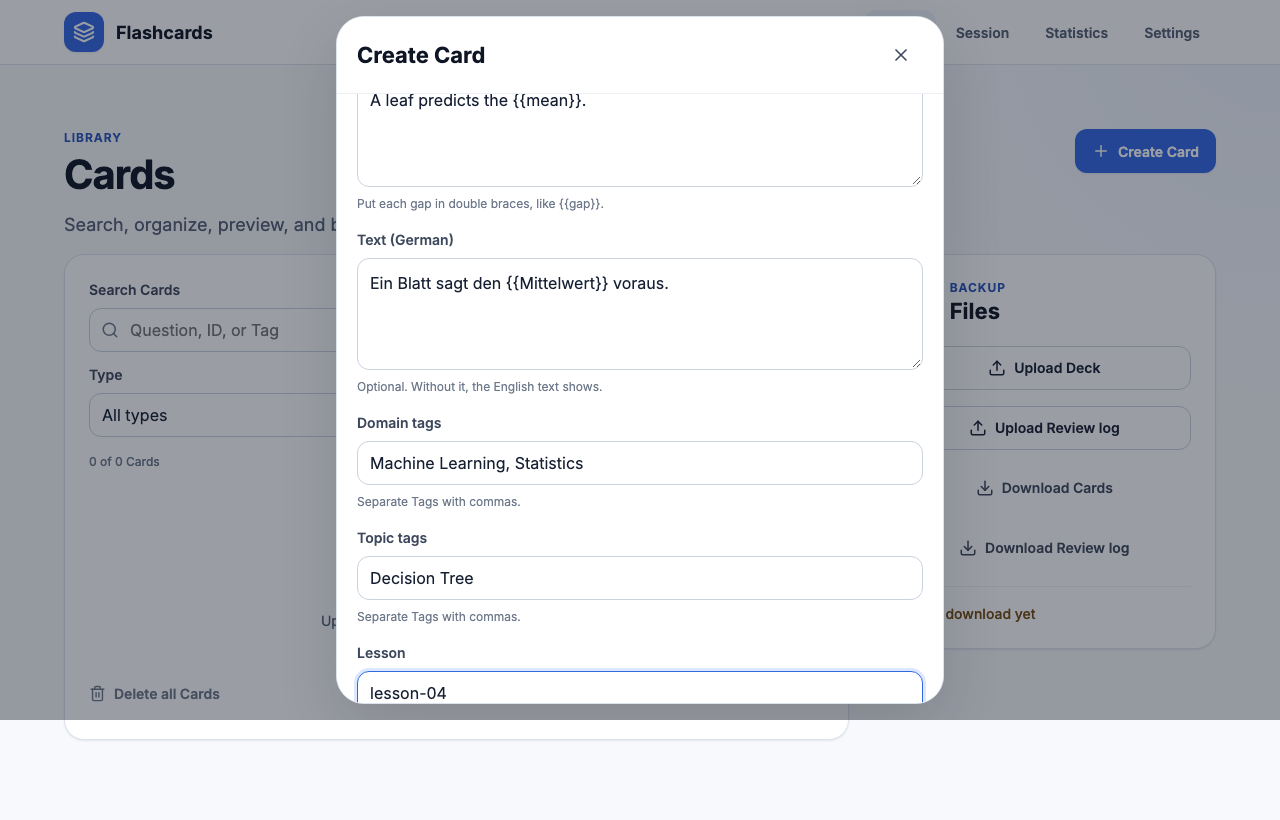 Flashcards
Session
Statistics
Settings
LIBRARY
Cards
Search, organize, preview, and b
Create Card
Search Cards
Question, ID, or Tag
Type
All types
0 of 0 Cards
Up
Delete all Cards
BACKUP
Files
Upload Deck
Upload Review log
Download Cards
Download Review log
download yet
Create Card
A leaf predicts the {{mean}}.
Put each gap in double braces, like {{gap}}.
Text (German)
Ein Blatt sagt den {{Mittelwert}} voraus.
Optional. Without it, the English text shows.
Domain tags
Machine Learning, Statistics
Separate Tags with commas.
Topic tags
Decision Tree
Separate Tags with commas.
Lesson
lesson-04